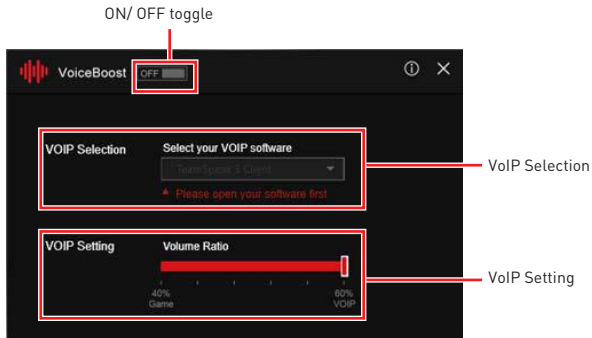 ON/ OFF toggle
VoiceBoost OFF
VOIP Selection
Select your VOIP software
TeamSpeak 3 Client
Please open your software first
VoIP Selection
VOIP Setting
Volume Ratio
VoIP Setting
40% 60%
Game VOIP